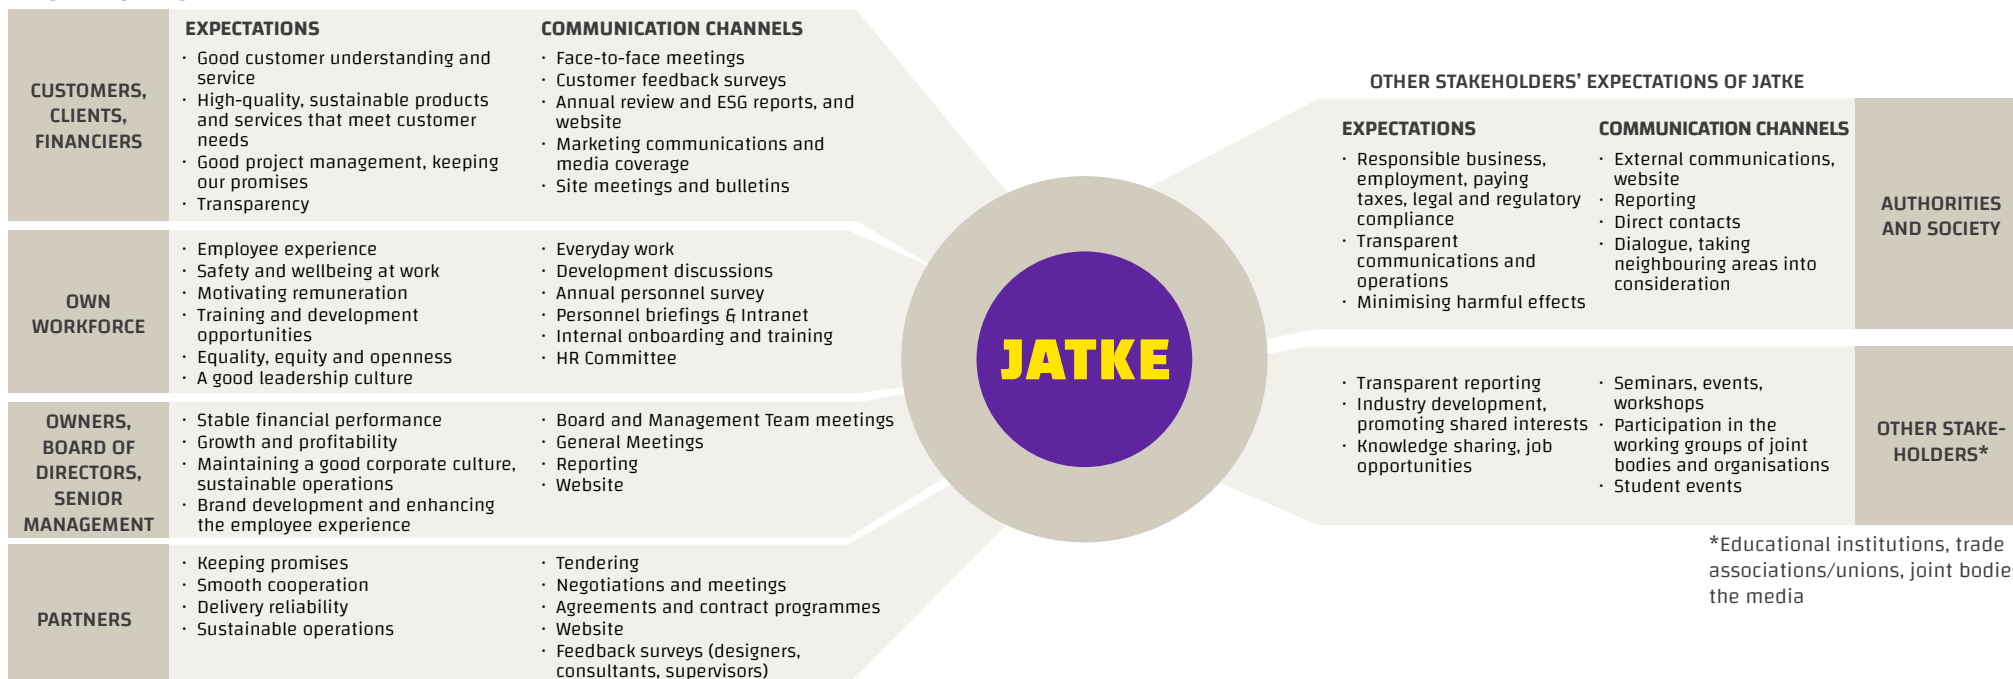 EXPECTATIONS
COMMUNICATION CHANNELS
CUSTOMERS,
CLIENTS,
FINANCIERS
· Good customer understanding and
service
· High-quality, sustainable products
and services that meet customer
needs
· Good project management, keeping
our promises
· Transparency
· Face-to-face meetings
· Customer feedback surveys
· Annual review and ESG reports, and
website
· Marketing communications and
media coverage
· Site meetings and bulletins
OWN
WORKFORCE
· Employee experience
· Safety and wellbeing at work
· Motivating remuneration
· Training and development
opportunities
· Equality, equity and openness
· A good leadership culture
· Everyday work
· Development discussions
· Annual personnel survey
· Personnel briefings & Intranet
· Internal onboarding and training
· HR Committee
OWNERS,
BOARD OF
DIRECTORS,
SENIOR
MANAGEMENT
· Stable financial performance
· Growth and profitability
· Maintaining a good corporate culture,
sustainable operations
· Brand development and enhancing
the employee experience
· Board and Management Team meetings
· General Meetings
· Reporting
· Website
PARTNERS
· Keeping promises
· Smooth cooperation
· Delivery reliability
· Sustainable operations
· Tendering
· Negotiations and meetings
· Agreements and contract programmes
· Website
· Feedback surveys (designers,
consultants, supervisors)
JATKE
OTHER STAKEHOLDERS’ EXPECTATIONS OF JATKE
EXPECTATIONS
COMMUNICATION CHANNELS
· Responsible business,
employment, paying
taxes, legal and regulatory
compliance
· Transparent
communications and
operations
· Minimising harmful effects
· External communications,
website
· Reporting
· Direct contacts
· Dialogue, taking
neighbouring areas into
consideration
AUTHORITIES
AND SOCIETY
· Transparent reporting
· Industry development,
promoting shared interests
· Knowledge sharing, job
opportunities
· Seminars, events,
workshops
· Participation in the
working groups of joint
bodies and organisations
· Student events
OTHER STAKE-
HOLDERS*
*Educational institutions, trade
associations/unions, joint bodies
the media